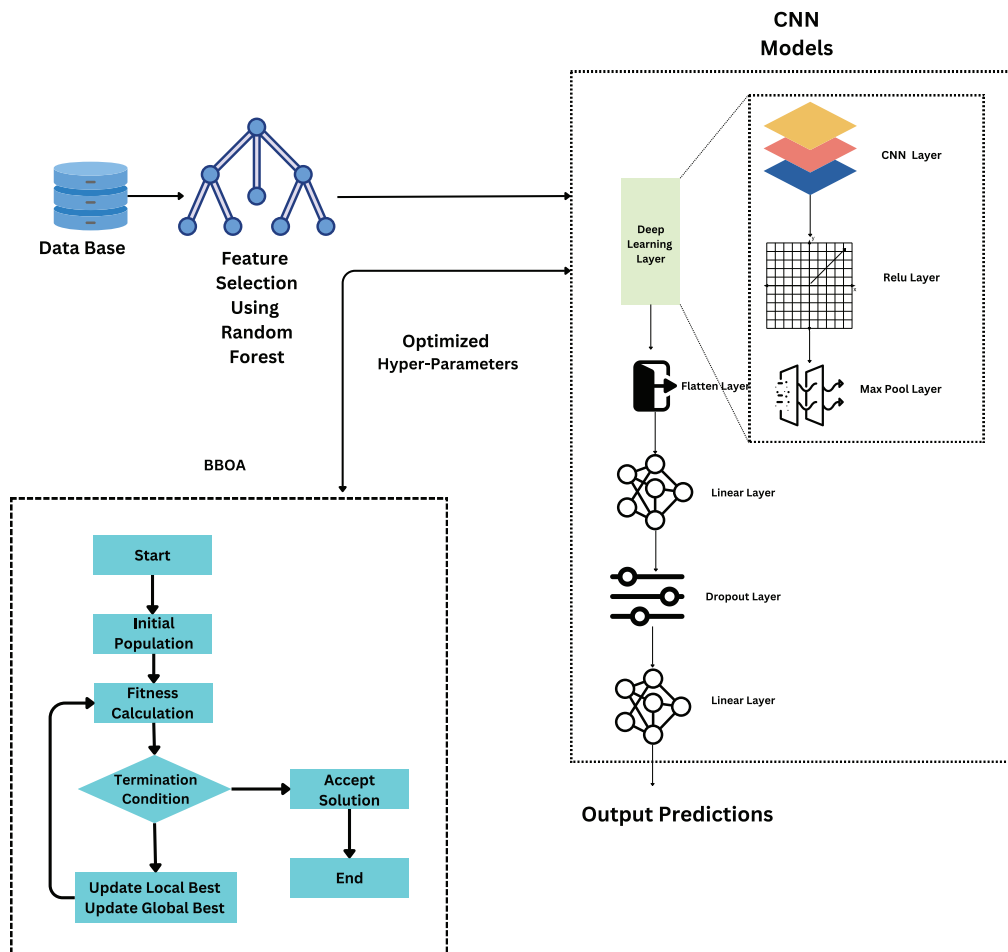 CNN
Models
CNN Layer
Data Base
Feature
Selection
Using
Random
Forest
Deep
Learning
Layer
y
x
Relu Layer
Optimized
Hyper-Parameters
Flatten Layer
Max Pool Layer
BBOA
Linear Layer
Start
Dropout Layer
Initial
Population
Fitness
Calculation
Linear Layer
Termination
Condition
Accept
Solution
Output Predictions
Update Local Best
Update Global Best
End